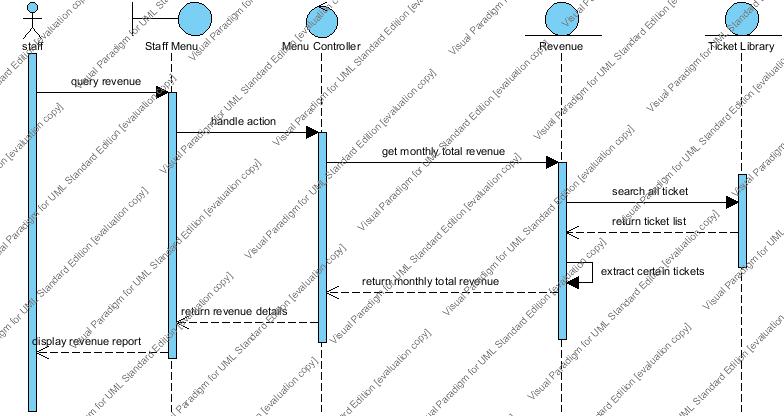 staff
Staff Menu
Menu Controller
Revenue
Ticket Library
query revenue
handle action
get monthly total revenue
search all ticket
return ticket list
extract certain tickets
return monthly total revenue
return revenue details
display revenue report
Visual Paradigm for UML Standard Edition [evaluation copy]